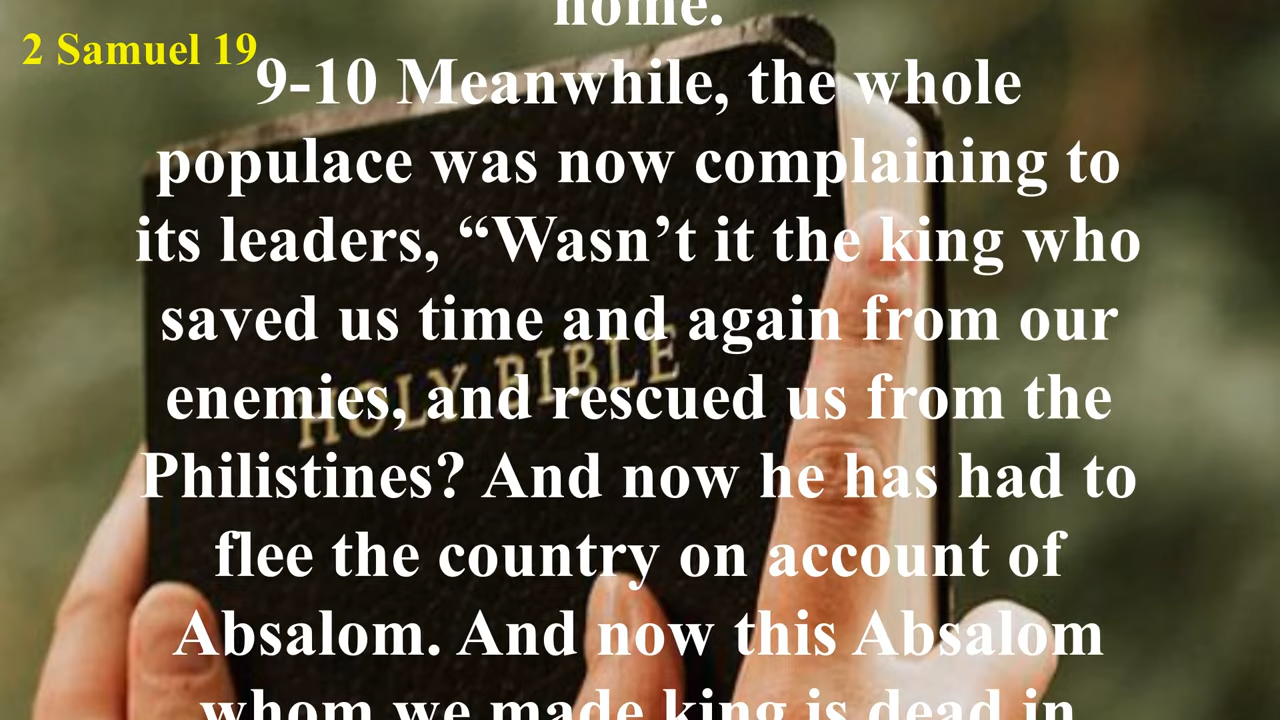 home.
2 Samuel 19
9-10 Meanwhile, the whole
populace was now complaining to
its leaders, “Wasn’t it the king who
saved us time and again from our
enemies, and rescued us from the
Philistines? And now he has had to
flee the country on account of
Absalom. And now this Absalom
whom we made king is dead in
HOLY BIBLE